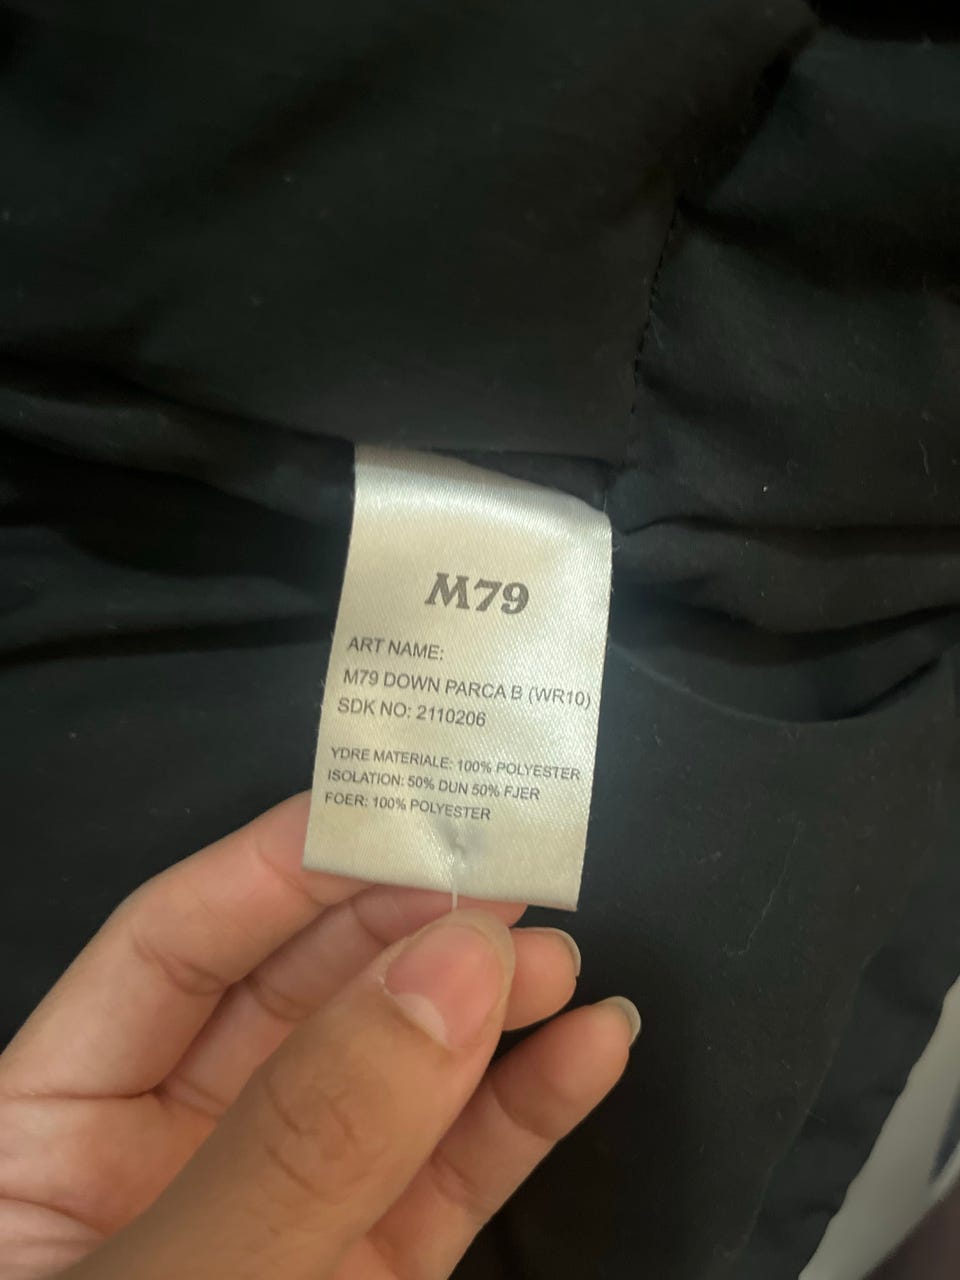 M79
ART NAME:
M79 DOWN PARCA B (WR10)
SDK NO: 2110206
YDRE MATERIALE: 100% POLYESTER
ISOLATION: 50% DUN 50% FJER
FOER: 100% POLYESTER